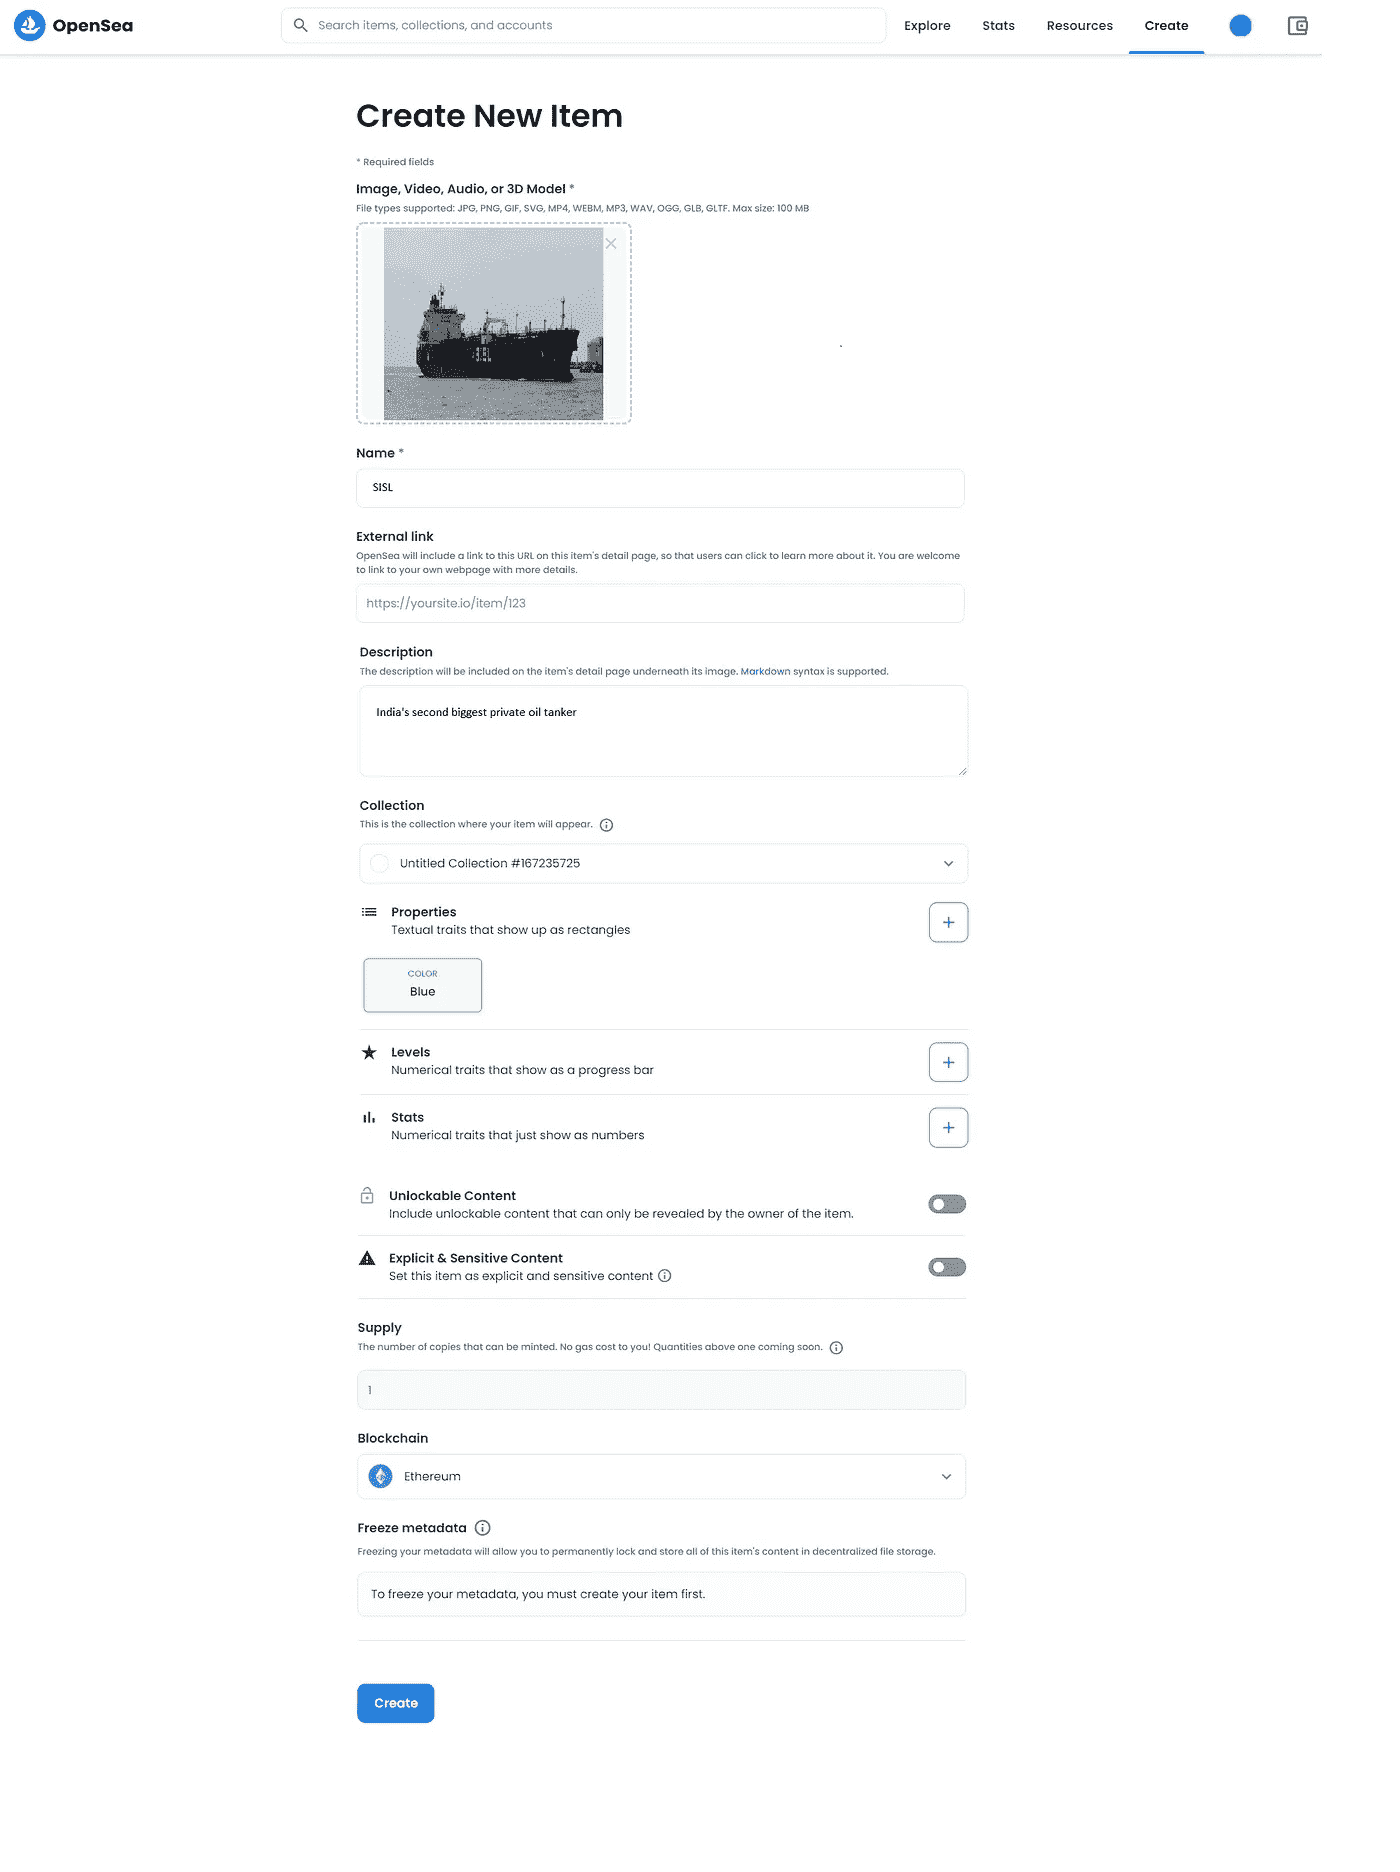 OpenSea
Search items, collections, and accounts
Explore
Stats
Resources
Create
Create New Item
* Required fields
Image, Video, Audio, or 3D Model *
File types supported: JPG, PNG, GIF, SVG, MP4, WEBM, MP3, WAV, OGG, GLB, GLTF. Max size: 100 MB
Name *
SISL
External link
OpenSea will include a link to this URL on this item's detail page, so that users can click to learn more about it. You are welcome
to link to your own webpage with more details.
https://yoursite.io/item/123
Description
The description will be included on the item's detail page underneath its image. Markdown syntax is supported.
India's second biggest private oil tanker
Collection
This is the collection where your item will appear.
Untitled Collection #167235725
Properties
Textual traits that show up as rectangles
COLOR
Blue
Levels
Numerical traits that show as a progress bar
Stats
Numerical traits that just show as numbers
Unlockable Content
Include unlockable content that can only be revealed by the owner of the item.
Explicit & Sensitive Content
Set this item as explicit and sensitive content
Supply
The number of copies that can be minted. No gas cost to you! Quantities above one coming soon.
1
Blockchain
Ethereum
Freeze metadata
Freezing your metadata will allow you to permanently lock and store all of this item's content in decentralized file storage.
To freeze your metadata, you must create your item first.
Create